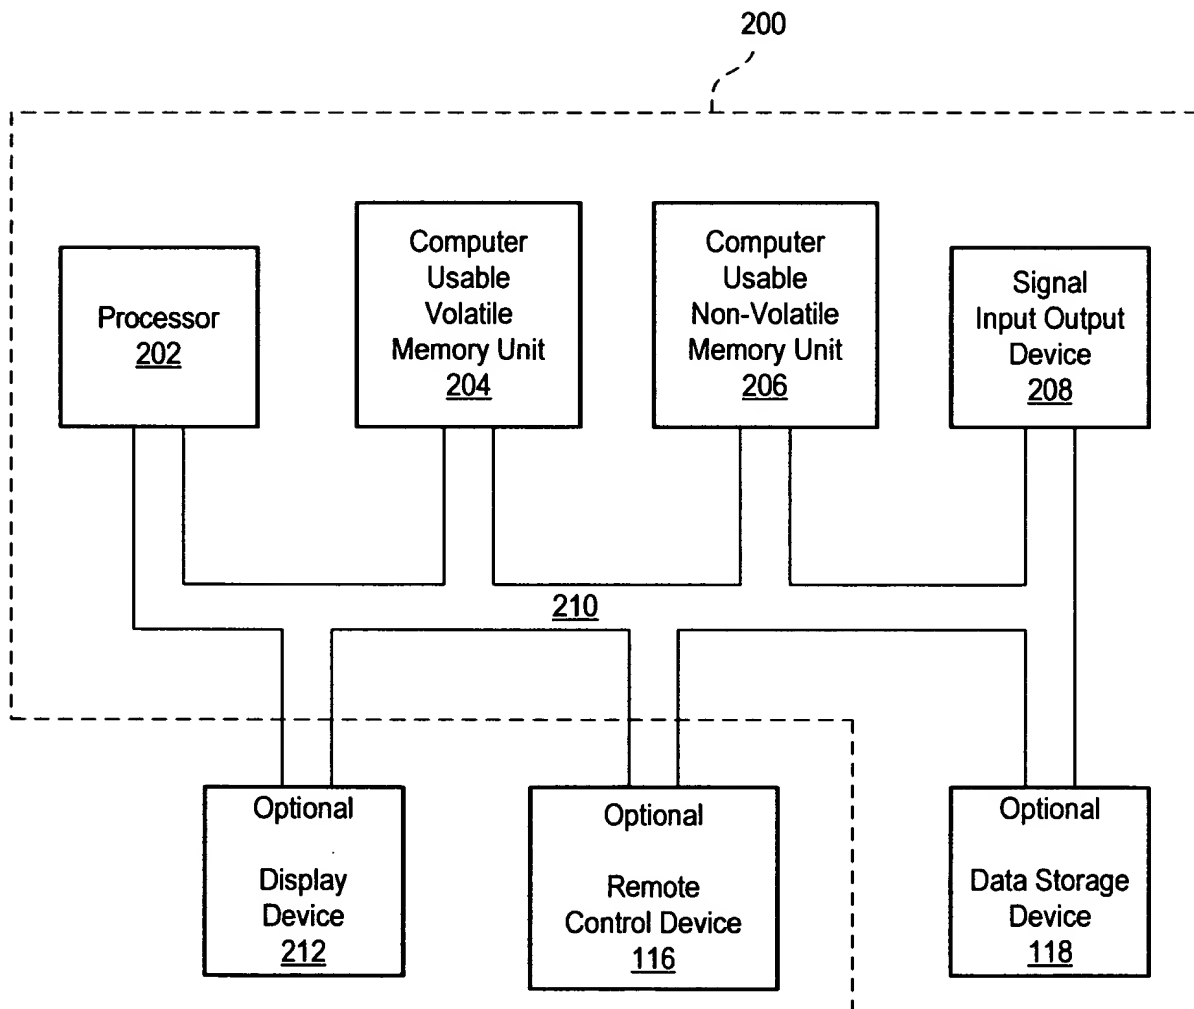 200
Processor
202
Computer
Usable
Volatile
Memory Unit
204
Computer
Usable
Non-Volatile
Memory Unit
206
Signal
Input Output
Device
208
210
Optional
Display
Device
212
Optional
Remote
Control Device
116
Optional
Data Storage
Device
118